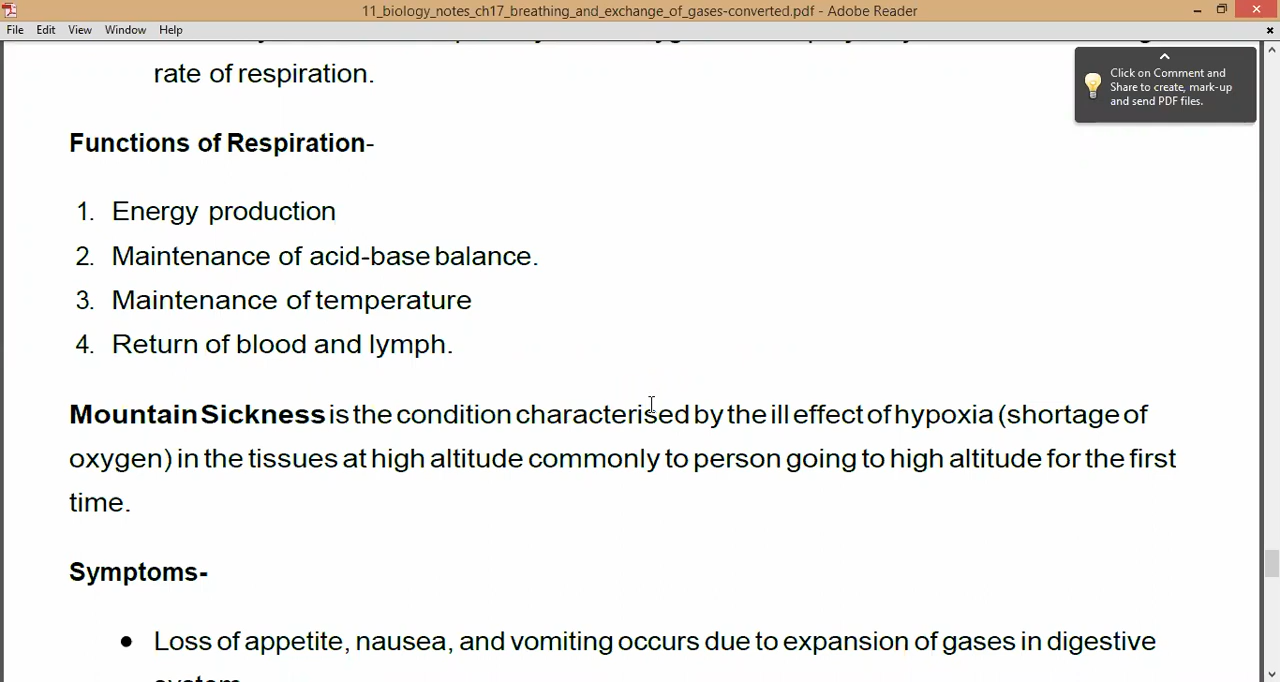 11_biology_notes_ch17_breathing_and_exchange_of_gases-converted.pdf - Adobe Reader
File Edit View Window Help
Click on Comment and
Share to create, mark-up
and send PDF files.
rate of respiration.
Functions of Respiration-
1. Energy production
2. Maintenance of acid-base balance.
3. Maintenance of temperature
4. Return of blood and lymph.
Mountain Sickness is the condition characterised by the ill effect of hypoxia (shortage of
oxygen) in the tissues at high altitude commonly to person going to high altitude for the first
time.
Symptoms-
● Loss of appetite, nausea, and vomiting occurs due to expansion of gases in digestive